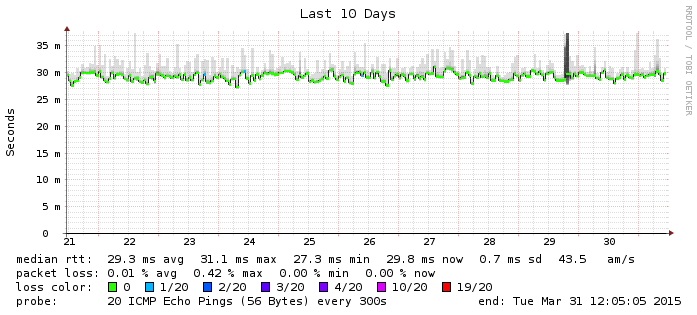 Last 10 Days
RRDTOOL / TOBI OETIKER
Seconds
35 m
30 m
25 m
20 m
15 m
10 m
5 m
0
21 22 23 24 25 26 27 28 29 30
median rtt: 29.3 ms avg 31.1 ms max 27.3 ms min 29.8 ms now 0.7 ms sd 43.5 am/s
packet loss: 0.01 % avg 0.42 % max 0.00 % min 0.00 % now
loss color: 0 1/20 2/20 3/20 4/20 10/20 19/20
probe: 20 ICMP Echo Pings (56 Bytes) every 300s end: Tue Mar 31 12:05:05 2015